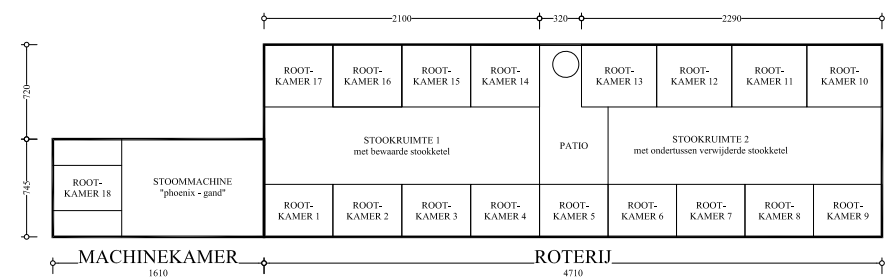 2100
320
2290
ROOT-
KAMER 17
ROOT-
KAMER 16
ROOT-
KAMER 15
ROOT-
KAMER 14
ROOT-
KAMER 13
ROOT-
KAMER 12
ROOT-
KAMER 11
ROOT-
KAMER 10
720
STOOKRUIMTE 1
met bewaarde stookketel
PATIO
STOOKRUIMTE 2
met ondertussen verwijderde stookketel
745
ROOT-
KAMER 18
STOOMMACHINE
"phoenix - gand"
ROOT-
KAMER 1
ROOT-
KAMER 2
ROOT-
KAMER 3
ROOT-
KAMER 4
ROOT-
KAMER 5
ROOT-
KAMER 6
ROOT-
KAMER 7
ROOT-
KAMER 8
ROOT-
KAMER 9
MACHINEKAMER
ROTERIJ
1610
4710